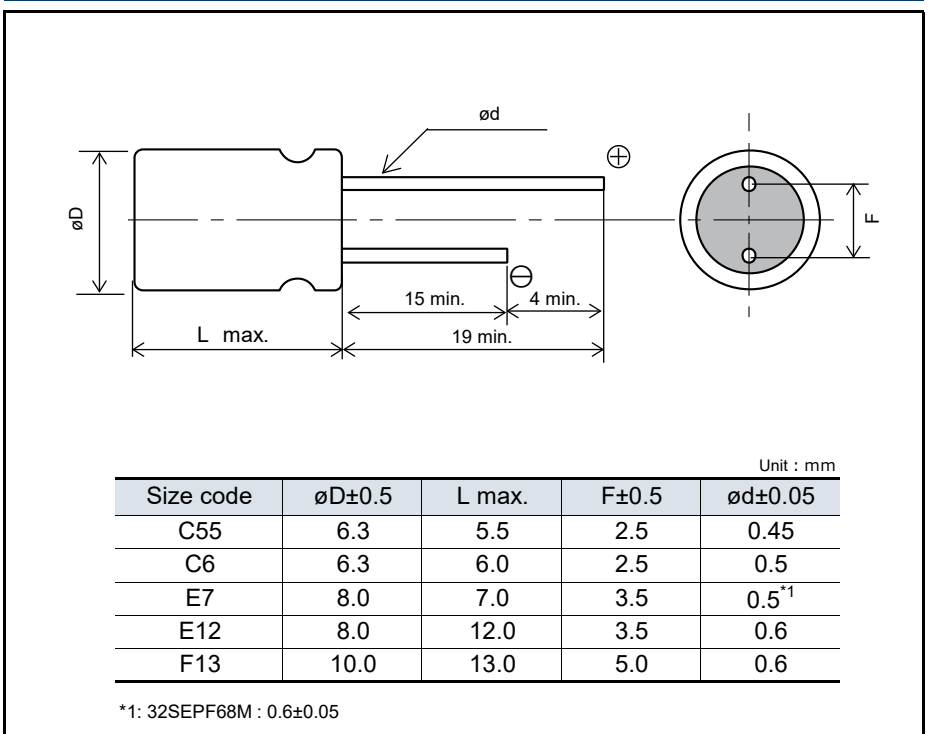 ød
⊕
øD
F
⊖
15 min.
4 min.
L max.
19 min.
Unit : mm
Size code øD±0.5 L max. F±0.5 ød±0.05
C55 6.3 5.5 2.5 0.45
C6 6.3 6.0 2.5 0.5
E7 8.0 7.0 3.5 0.5*1
E12 8.0 12.0 3.5 0.6
F13 10.0 13.0 5.0 0.6
*1: 32SEPF68M : 0.6±0.05